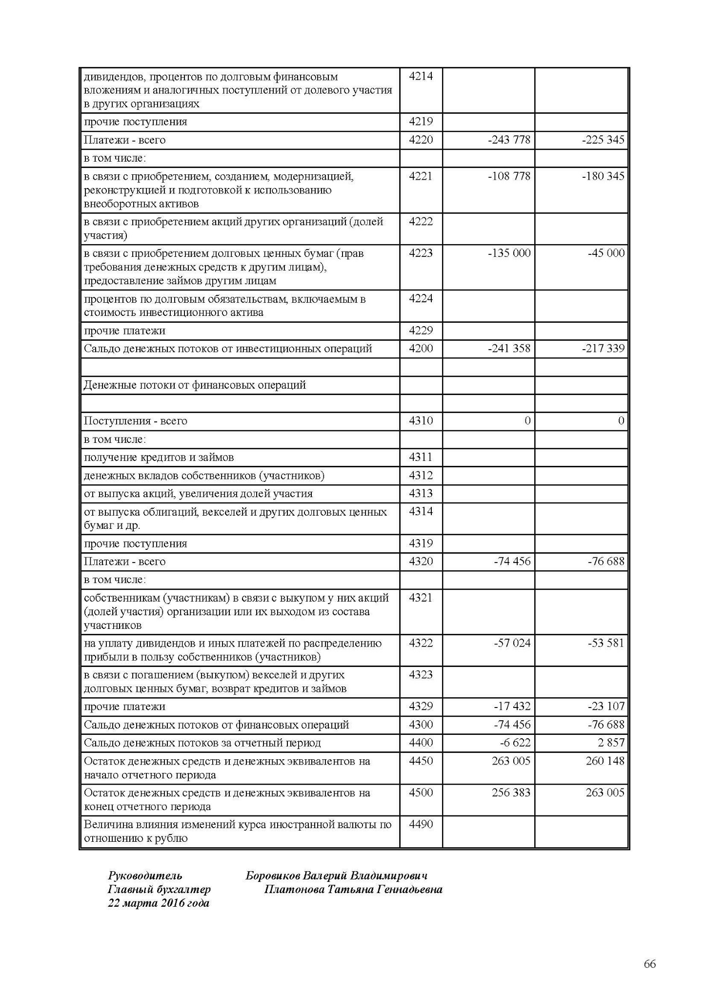 дивидендов, процентов по долговым финансовым 4214
вложениям и аналогичных поступлений от долевого участия
в других организациях
прочие поступления 4219
Платежи - всего 4220 -243 778 -225 345
в том числе:
в связи с приобретением, созданием, модернизацией, 4221 -108 778 -180 345
реконструкцией и подготовкой к использованию
внеоборотных активов
в связи с приобретением акций других организаций (долей 4222
участия)
в связи с приобретением долговых ценных бумаг (прав 4223 -135 000 -45 000
требования денежных средств к другим лицам),
предоставление займов другим лицам
процентов по долговым обязательствам, включаемым в 4224
стоимость инвестиционного актива
прочие платежи 4229
Сальдо денежных потоков от инвестиционных операций 4200 -241 358 -217 339
Денежные потоки от финансовых операций
Поступления - всего 4310 0 0
в том числе:
получение кредитов и займов 4311
денежных вкладов собственников (участников) 4312
от выпуска акций, увеличения долей участия 4313
от выпуска облигаций, векселей и других долговых ценных 4314
бумаг и др.
прочие поступления 4319
Платежи - всего 4320 -74 456 -76 688
в том числе:
собственникам (участникам) в связи с выкупом у них акций 4321
(долей участия) организации или их выходом из состава
участников
на уплату дивидендов и иных платежей по распределению 4322 -57 024 -53 581
прибыли в пользу собственников (участников)
в связи с погашением (выкупом) векселей и других 4323
долговых ценных бумаг, возврат кредитов и займов
прочие платежи 4329 -17 432 -23 107
Сальдо денежных потоков от финансовых операций 4300 -74 456 -76 688
Сальдо денежных потоков за отчетный период 4400 -6 622 2 857
Остаток денежных средств и денежных эквивалентов на 4450 263 005 260 148
начало отчетного периода
Остаток денежных средств и денежных эквивалентов на 4500 256 383 263 005
конец отчетного периода
Величина влияния изменений курса иностранной валюты по 4490
отношению к рублю
Руководитель Боровиков Валерий Владимирович
Главный бухгалтер Платонова Татьяна Геннадьевна
22 марта 2016 года
66